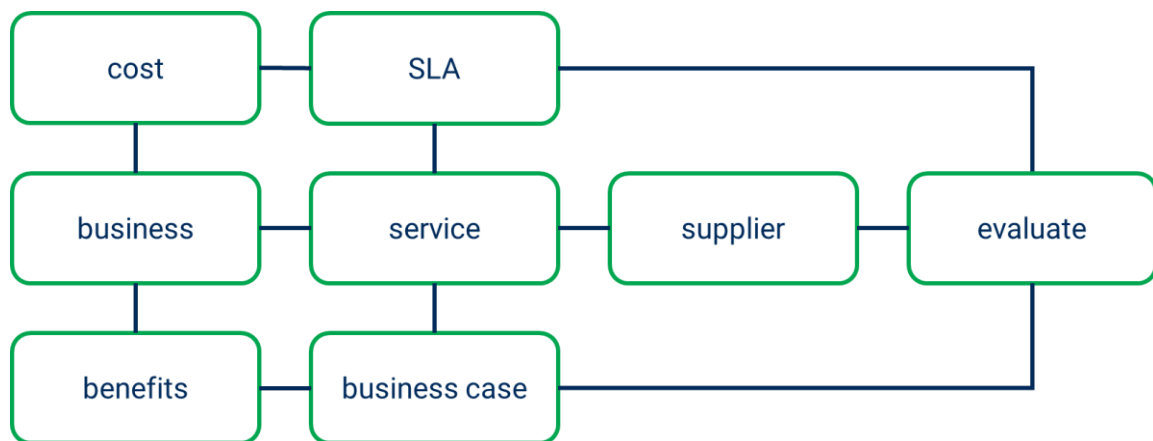 cost
SLA
business
service
supplier
evaluate
benefits
business case